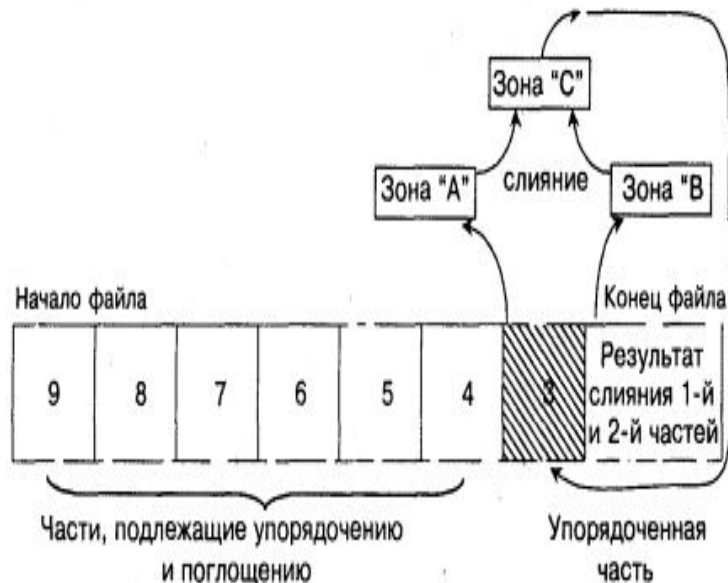 Зона "С"
Зона "А"
слияние
Зона "В
Начало файла
Конец файла
9
8
7
6
5
4
3
Результат
слияния 1-й
и 2-й частей
Части, подлежащие упорядочению
и поглощению
Упорядоченная
часть